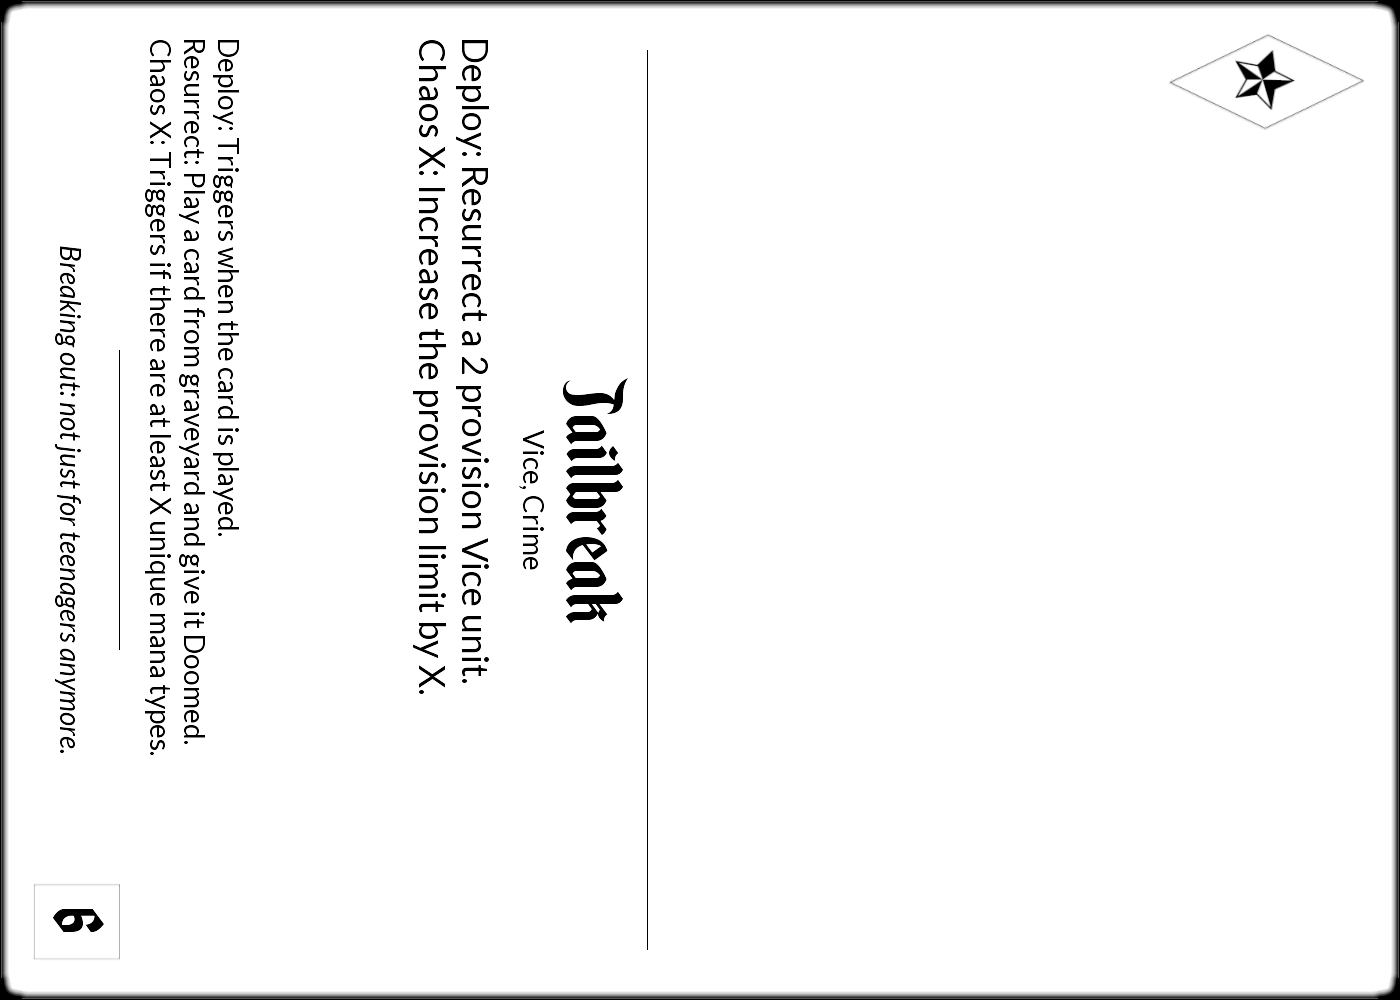 Jailbreak
Vice, Crime
Deploy: Resurrect a 2 provision Vice unit.
Chaos X: Increase the provision limit by X.
Deploy: Triggers when the card is played.
Resurrect: Play a card from graveyard and give it Doomed.
Chaos X: Triggers if there are at least X unique mana types.
Breaking out: not just for teenagers anymore.
6